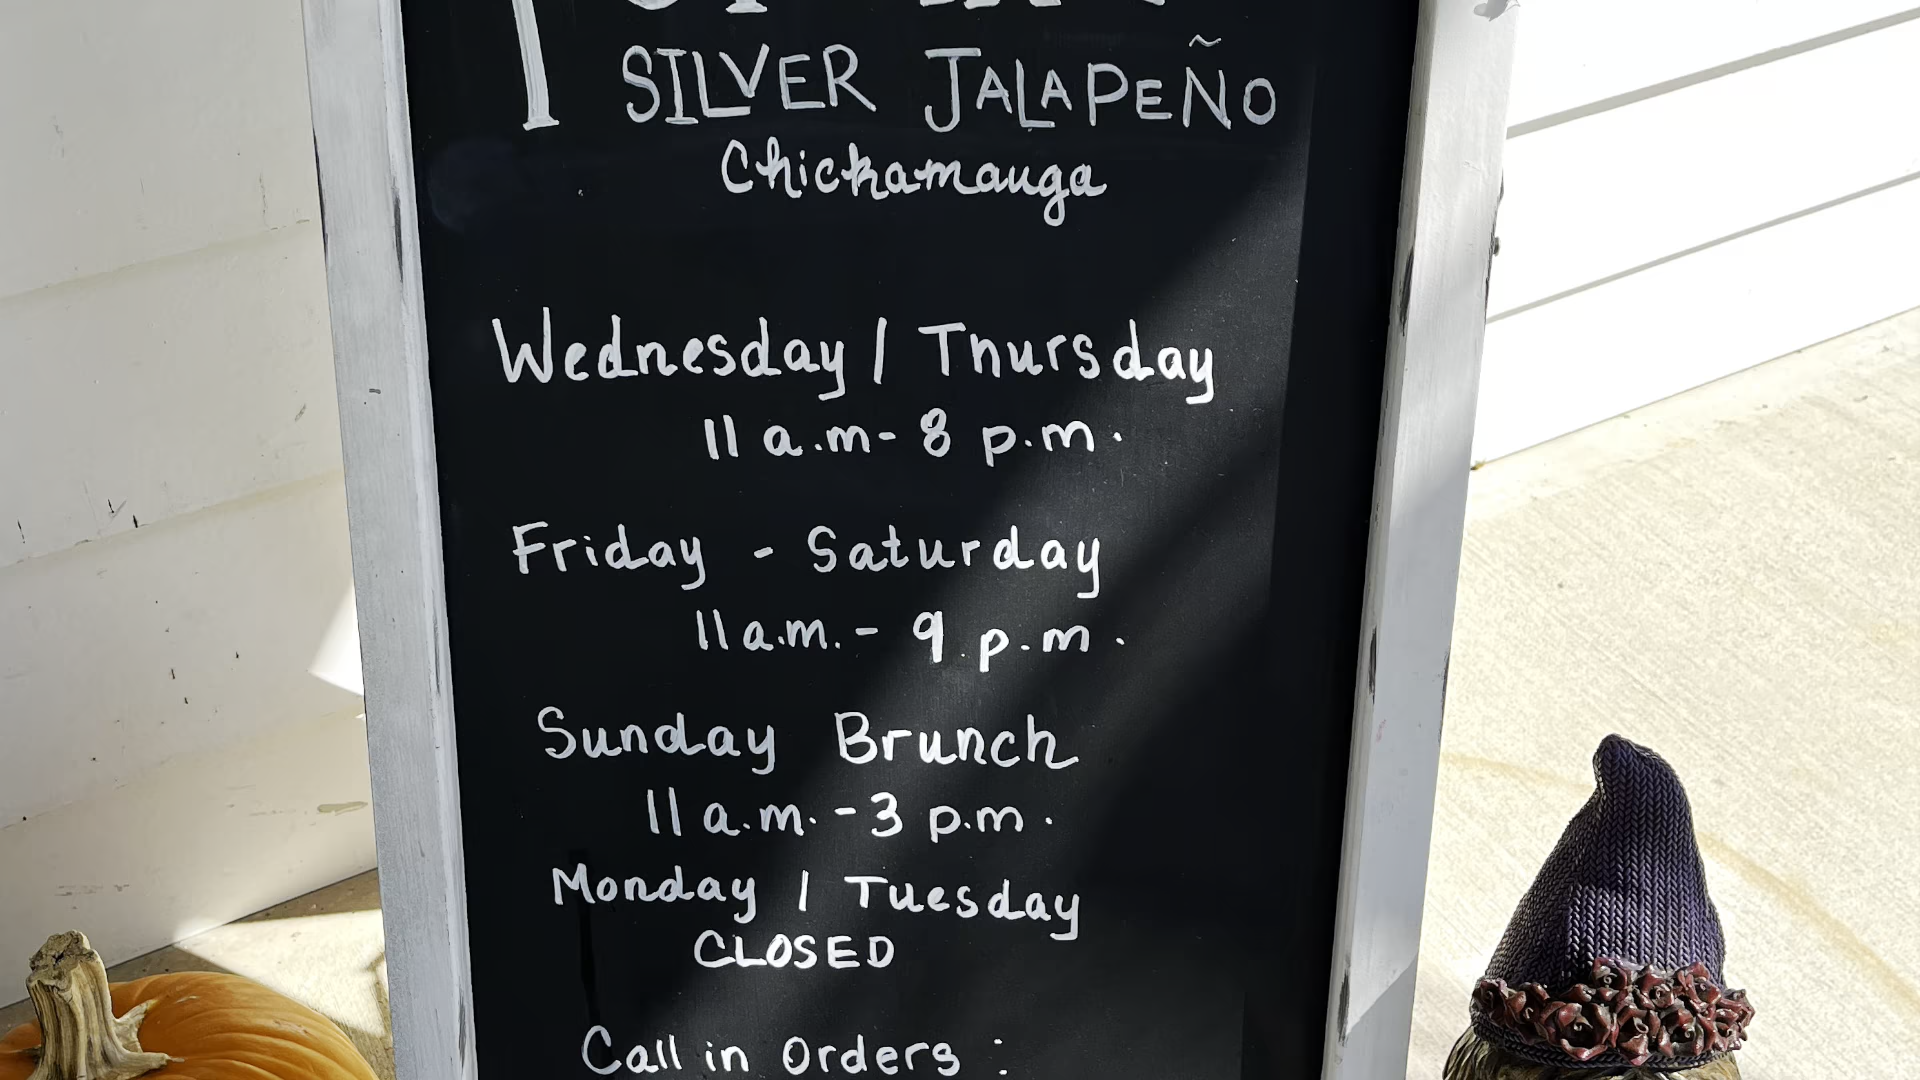 SILVER JALAPEÑO
Chickamauga
Wednesday / Thursday
11 a.m- 8 p.m.
Friday - Saturday
11 a.m. - 9 p.m.
Sunday Brunch
11 a.m. - 3 p.m.
Monday / Tuesday
CLOSED
Call in Orders :